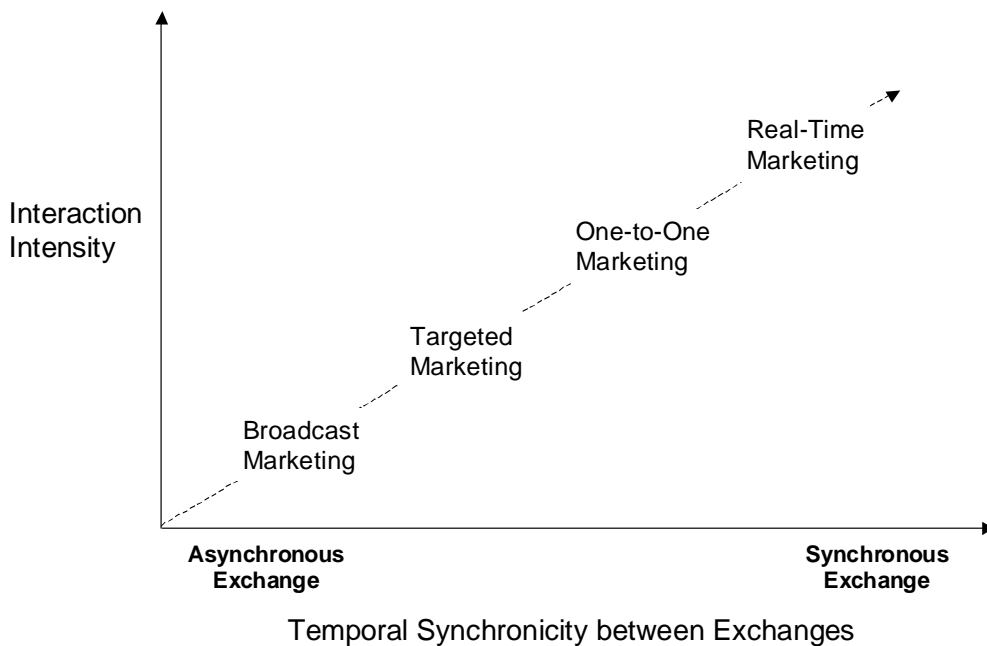 Real-Time
Marketing
Interaction
Intensity
One-to-One
Marketing
Targeted
Marketing
Broadcast
Marketing
Asynchronous
Exchange
Synchronous
Exchange
Temporal Synchronicity between Exchanges